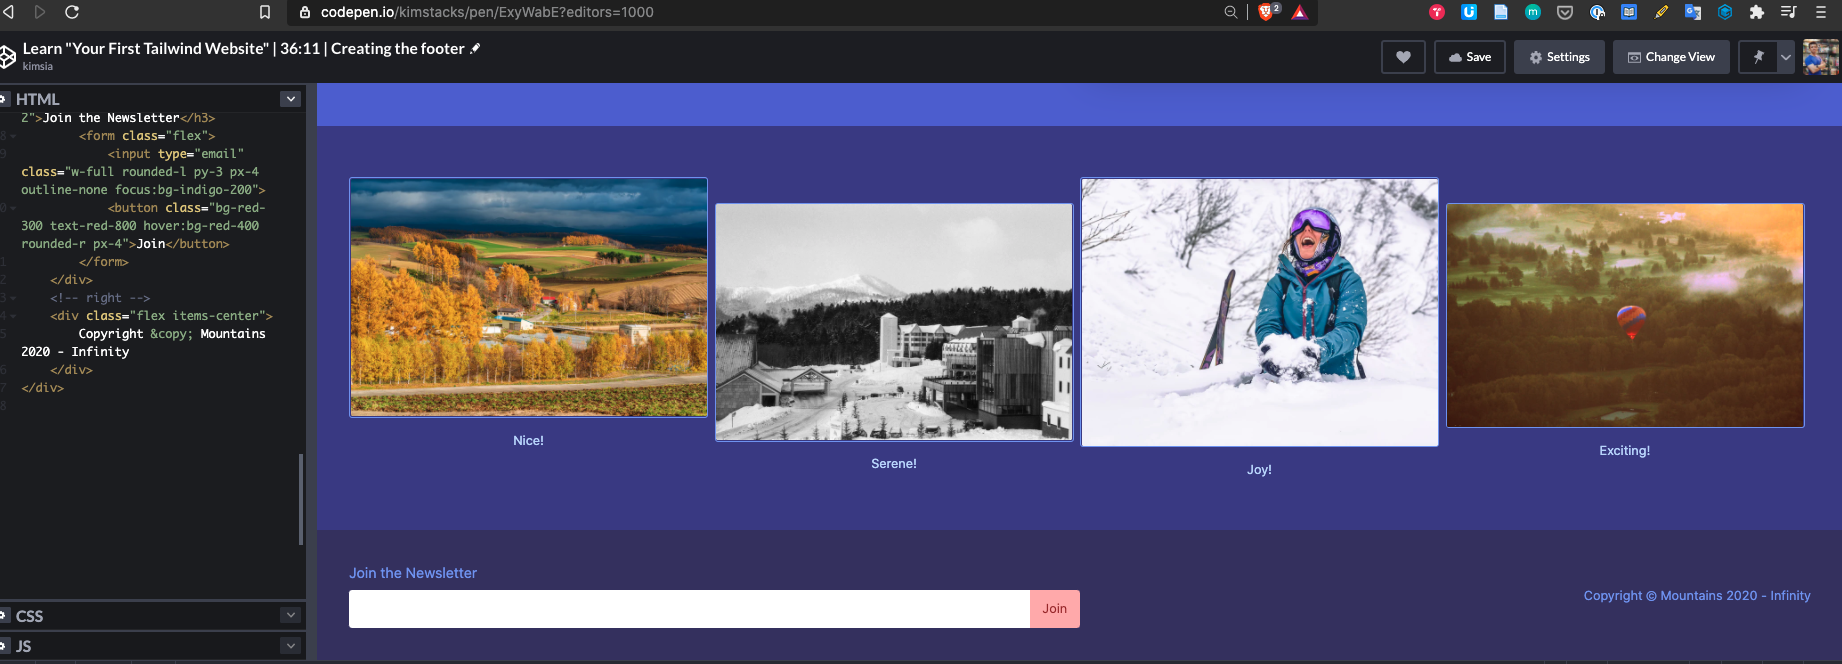 codepen.io/kimstacks/pen/ExyWabE?editors=1000
2
Learn "Your First Tailwind Website" | 36:11 | Creating the footer
kimsia
Save
Settings
Change View
HTML
2">Join the Newsletter</h3>
<form class="flex">
<input type="email"
class="w-full rounded-l py-3 px-4
outline-none focus:bg-indigo-200">
<button class="bg-red-
300 text-red-800 hover:bg-red-400
rounded-r px-4">Join</button>
</form>
</div>
<!-- right -->
<div class="flex items-center">
Copyright &copy; Mountains
2020 - Infinity
</div>
</div>
CSS
JS
Nice!
Serene!
Joy!
Exciting!
Join the Newsletter
Join
Copyright © Mountains 2020 - Infinity